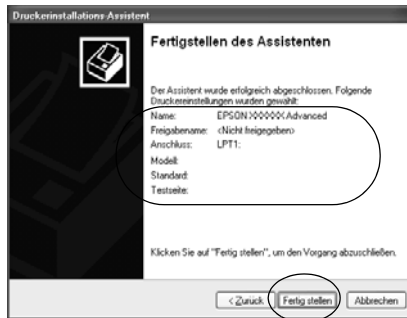 Druckerinstallations-Assistent
Fertigstellen des Assistenten
Der Assistent wurde erfolgreich abgeschlossen. Folgende
Druckereinstellungen wurden gewählt:
Name: EPSON XXXXXX Advanced
Freigabename: <Nicht freigegeben>
Anschluss: LPT1:
Modell:
Standard:
Testseite:
Klicken Sie auf "Fertig stellen", um den Vorgang abzuschließen.
< Zurück Fertig stellen Abbrechen